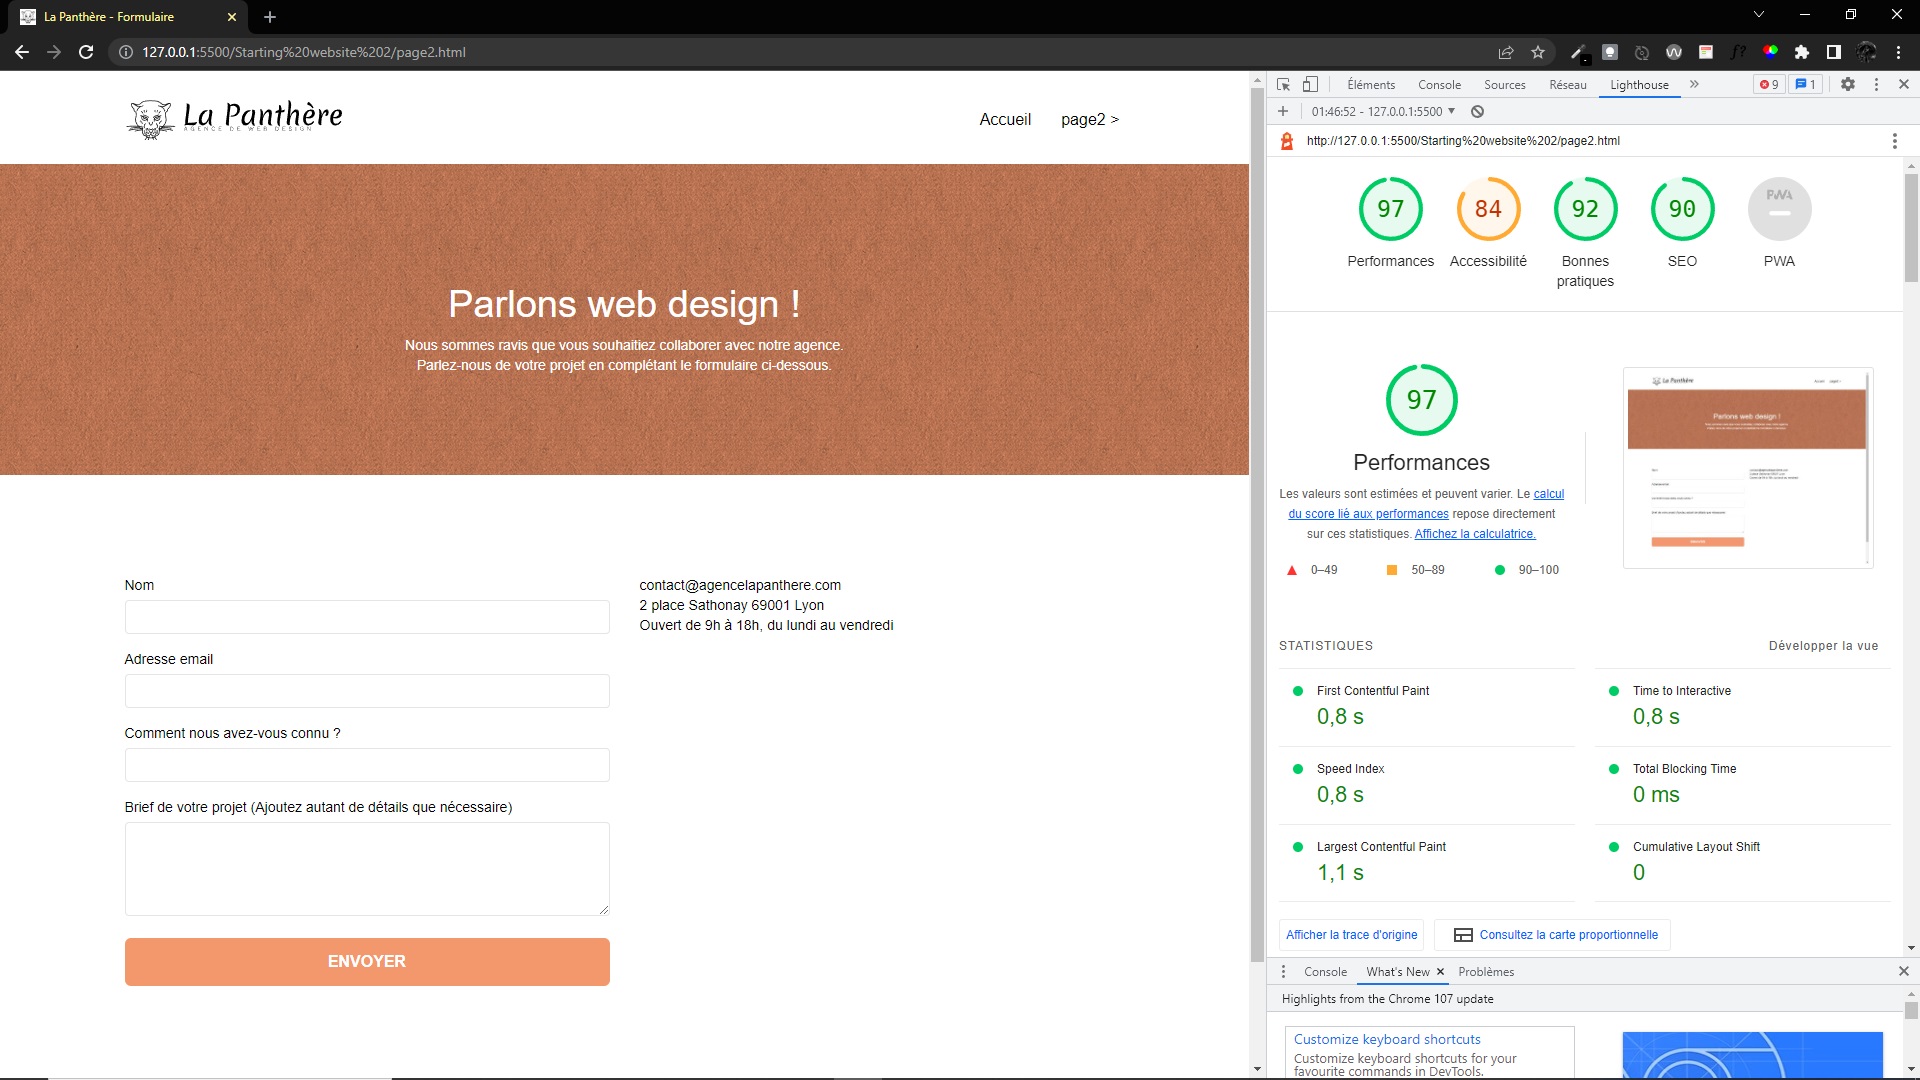 La Panthère - Formulaire
127.0.0.1:5500/Starting%20website%202/page2.html
La Panthère
AGENCE DE WEB DESIGN
Accueil
page2 >
Parlons web design !
Nous sommes ravis que vous souhaitiez collaborer avec notre agence.
Parlez-nous de votre projet en complétant le formulaire ci-dessous.
Nom
Adresse email
Comment nous avez-vous connu ?
Brief de votre projet (Ajoutez autant de détails que nécessaire)
ENVOYER
contact@agencelapanthere.com
2 place Sathonay 69001 Lyon
Ouvert de 9h à 18h, du lundi au vendredi
Éléments
Console
Sources
Réseau
Lighthouse
9
1
01:46:52 - 127.0.0.1:5500
http://127.0.0.1:5500/Starting%20website%202/page2.html
97
84
92
90
PWA
Performances
Accessibilité
Bonnes
pratiques
SEO
PWA
97
Performances
Les valeurs sont estimées et peuvent varier. Le calcul
du score lié aux performances repose directement
sur ces statistiques. Affichez la calculatrice.
0–49
50–89
90–100
STATISTIQUES
Développer la vue
First Contentful Paint
0,8 s
Time to Interactive
0,8 s
Speed Index
0,8 s
Total Blocking Time
0 ms
Largest Contentful Paint
1,1 s
Cumulative Layout Shift
0
Afficher la trace d'origine
Consultez la carte proportionnelle
Console
What's New
Problèmes
Highlights from the Chrome 107 update
Customize keyboard shortcuts
Customize keyboard shortcuts for your
favourite commands in DevTools.